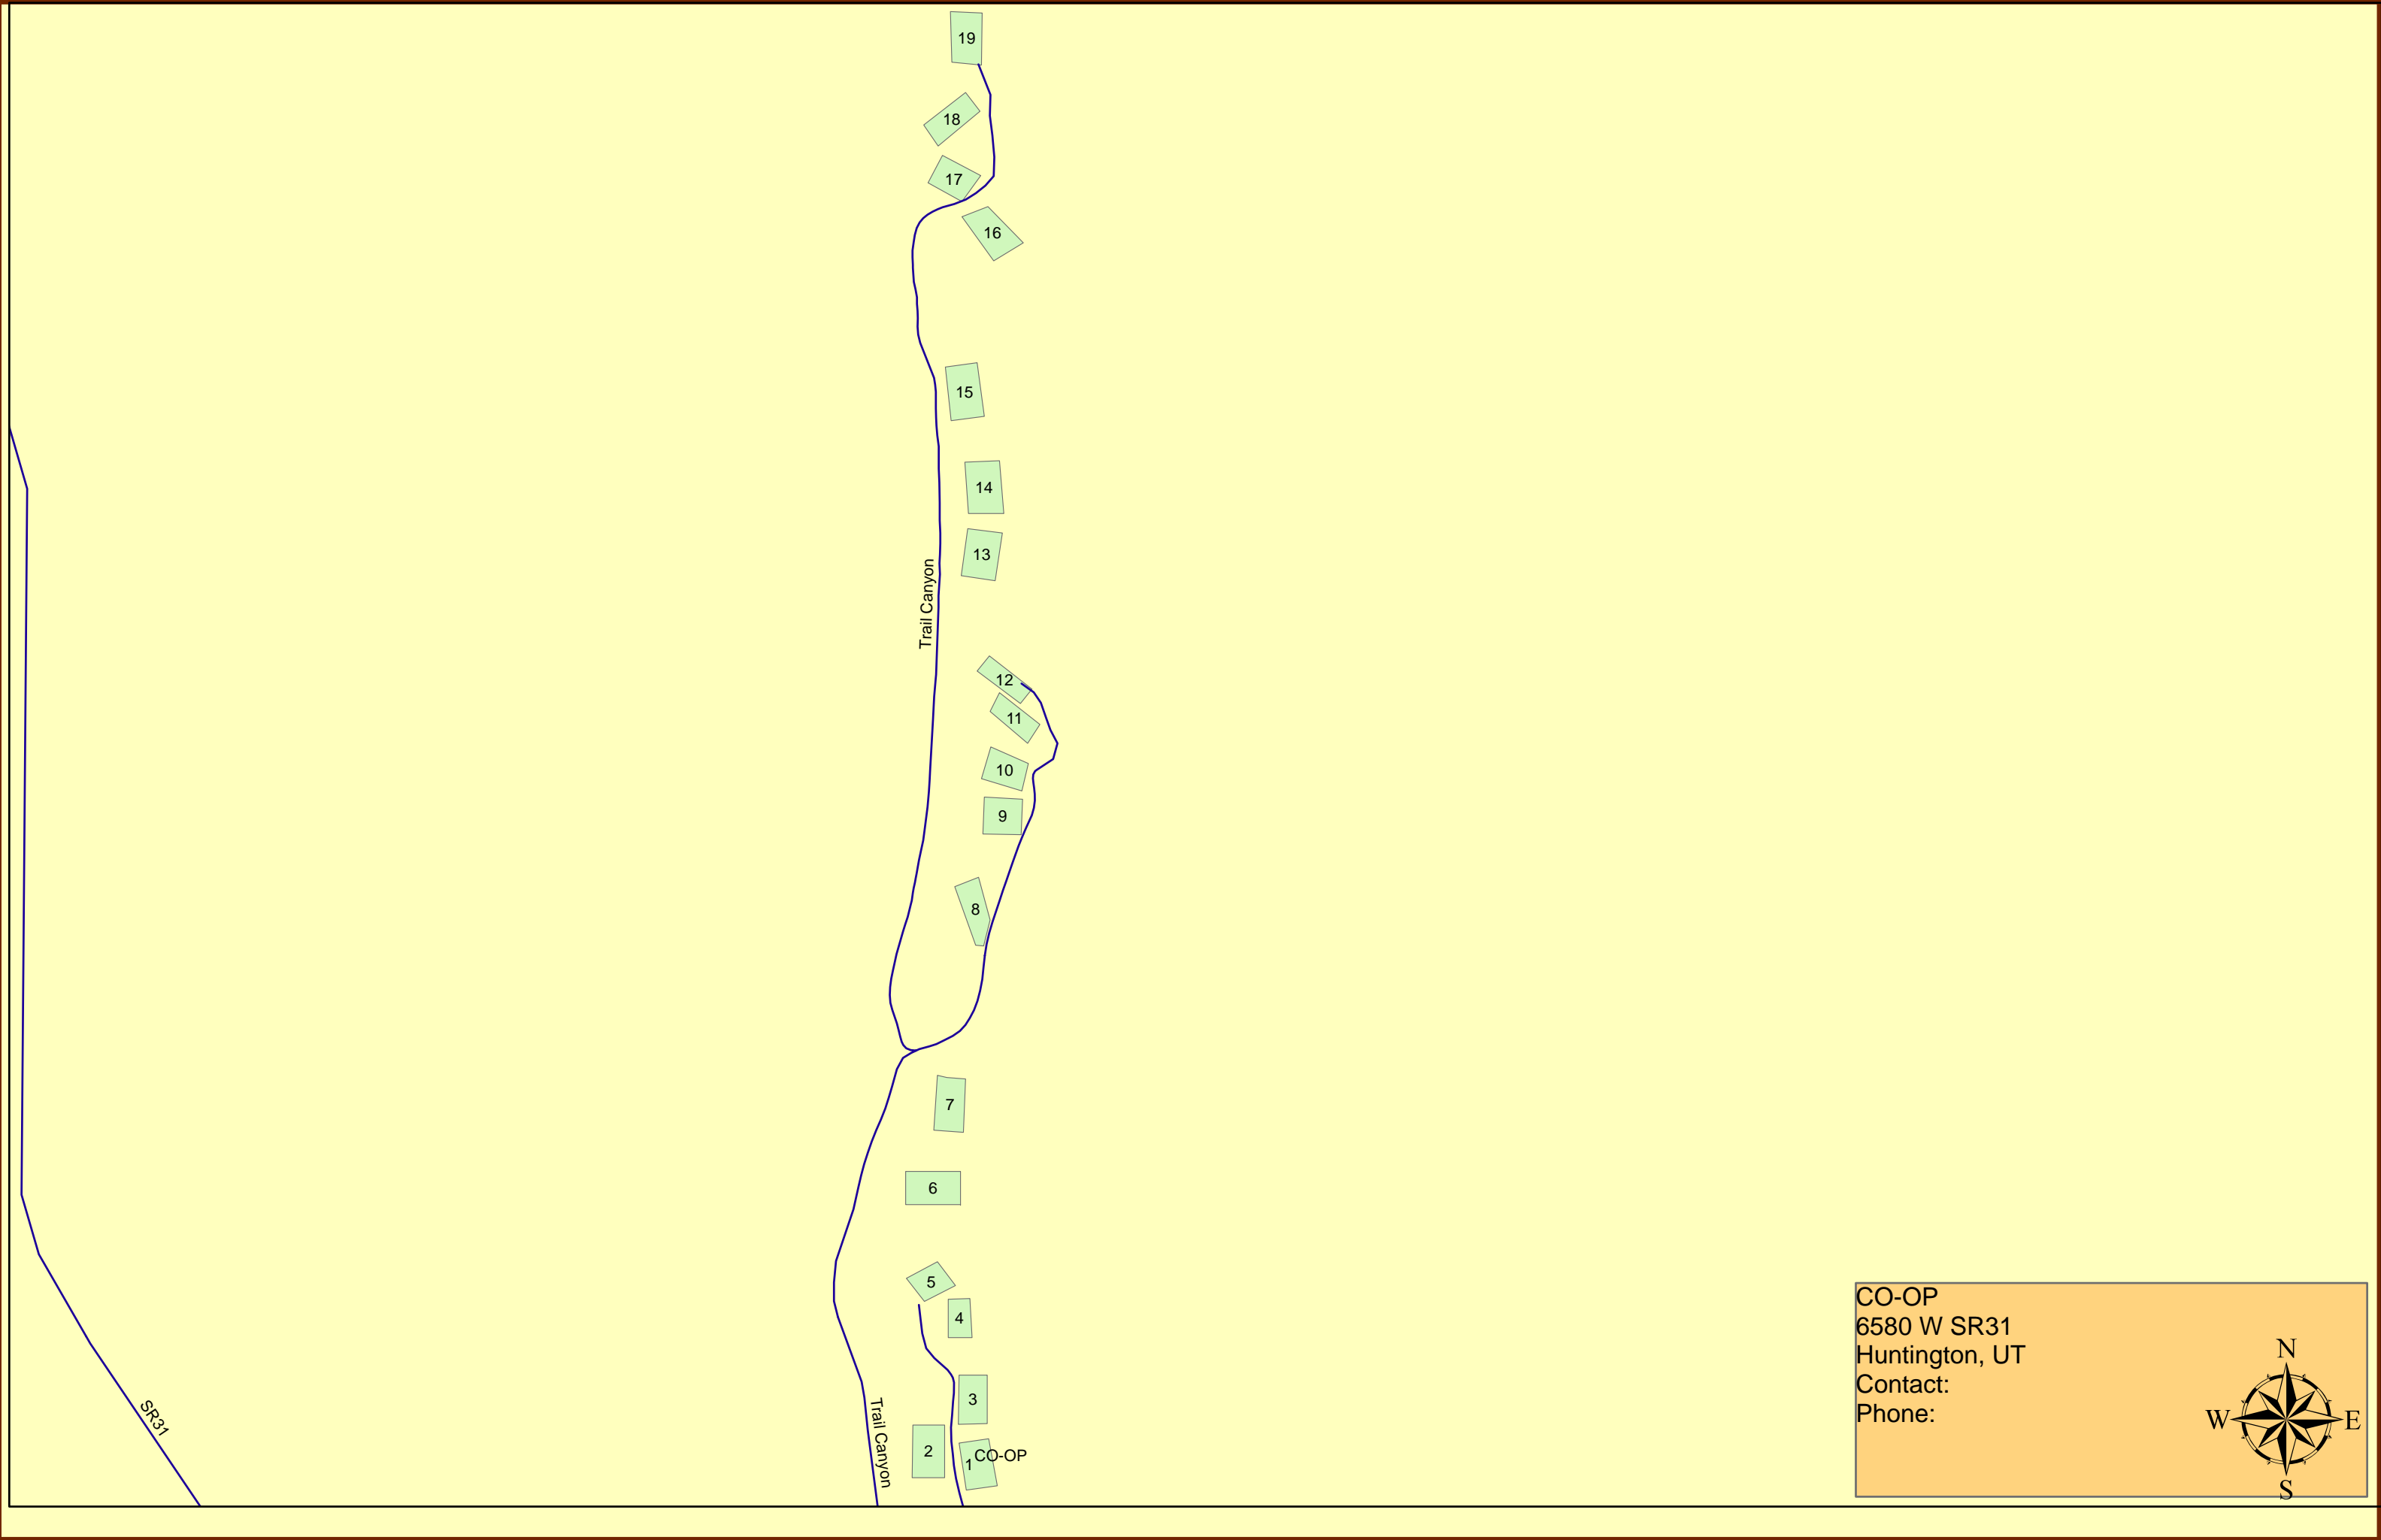 19
18
17
16
15
14
13
Trail Canyon
12
11
10
9
8
7
6
5
4
3
2
1
CO-OP
Trail Canyon
SR31
CO-OP
6580 W SR31
Huntington, UT
Contact:
Phone:
N
W
E
S